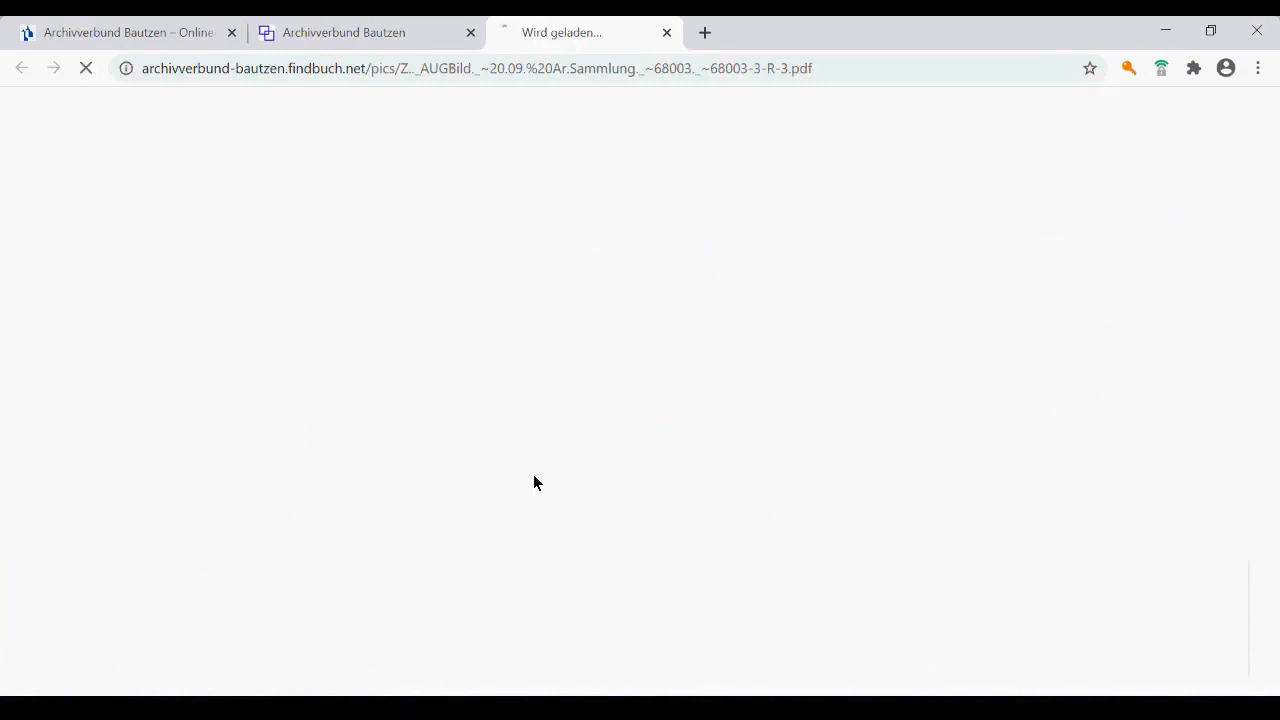 Archivverbund Bautzen – Online
Archivverbund Bautzen
Wird geladen...
archivverbund-bautzen.findbuch.net/pics/Z.._AUGBild._~20.09.%20Ar.Sammlung._~68003._~68003-3-R-3.pdf